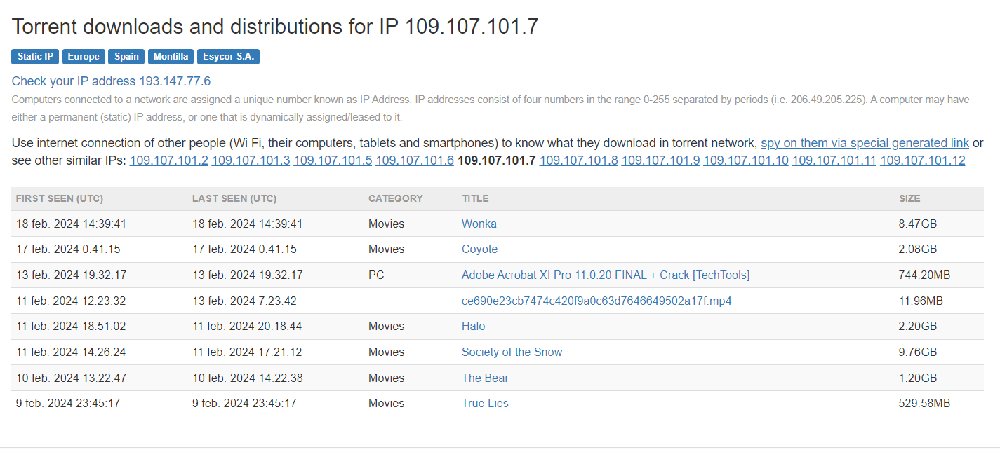 Torrent downloads and distributions for IP 109.107.101.7
Static IP Europe Spain Montilla Esycor S.A.
Check your IP address 193.147.77.6
Computers connected to a network are assigned a unique number known as IP Address. IP addresses consist of four numbers in the range 0-255 separated by periods (i.e. 206.49.205.225). A computer may have
either a permanent (static) IP address, or one that is dynamically assigned/leased to it.
Use internet connection of other people (Wi Fi, their computers, tablets and smartphones) to know what they download in torrent network, spy on them via special generated link or
see other similar IPs: 109.107.101.2 109.107.101.3 109.107.101.5 109.107.101.6 109.107.101.7 109.107.101.8 109.107.101.9 109.107.101.10 109.107.101.11 109.107.101.12
FIRST SEEN (UTC) LAST SEEN (UTC) CATEGORY TITLE SIZE
18 feb. 2024 14:39:41 18 feb. 2024 14:39:41 Movies Wonka 8.47GB
17 feb. 2024 0:41:15 17 feb. 2024 0:41:15 Movies Coyote 2.08GB
13 feb. 2024 19:32:17 13 feb. 2024 19:32:17 PC Adobe Acrobat XI Pro 11.0.20 FINAL + Crack [TechTools] 744.20MB
11 feb. 2024 12:23:32 13 feb. 2024 7:23:42 ce690e23cb7474c420f9a0c63d7646649502a17f.mp4 11.96MB
11 feb. 2024 18:51:02 11 feb. 2024 20:18:44 Movies Halo 2.20GB
11 feb. 2024 14:26:24 11 feb. 2024 17:21:12 Movies Society of the Snow 9.76GB
10 feb. 2024 13:22:47 10 feb. 2024 14:22:38 Movies The Bear 1.20GB
9 feb. 2024 23:45:17 9 feb. 2024 23:45:17 Movies True Lies 529.58MB